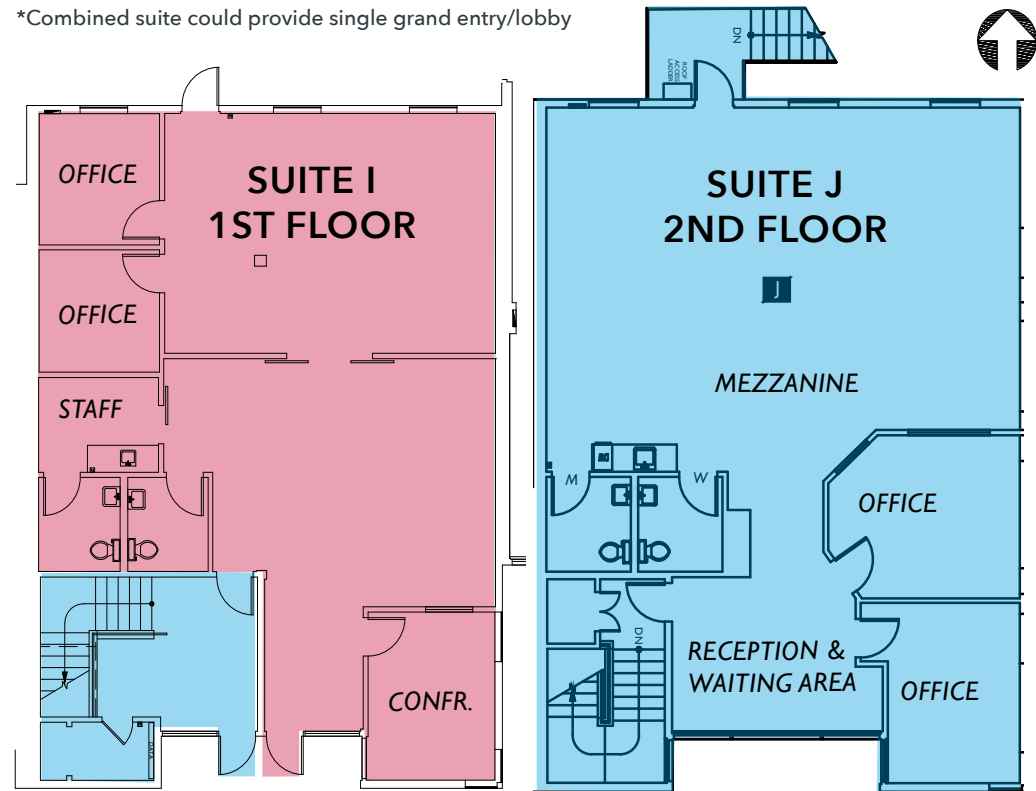 *Combined suite could provide single grand entry/lobby
OFFICE
SUITE I
1ST FLOOR
OFFICE
STAFF
CONFR.
DATA
DN
ROOF
ACCESS
LADDER
SUITE J
2ND FLOOR
J
MEZZANINE
M
W
OFFICE
DN
RECEPTION &
WAITING AREA
OFFICE